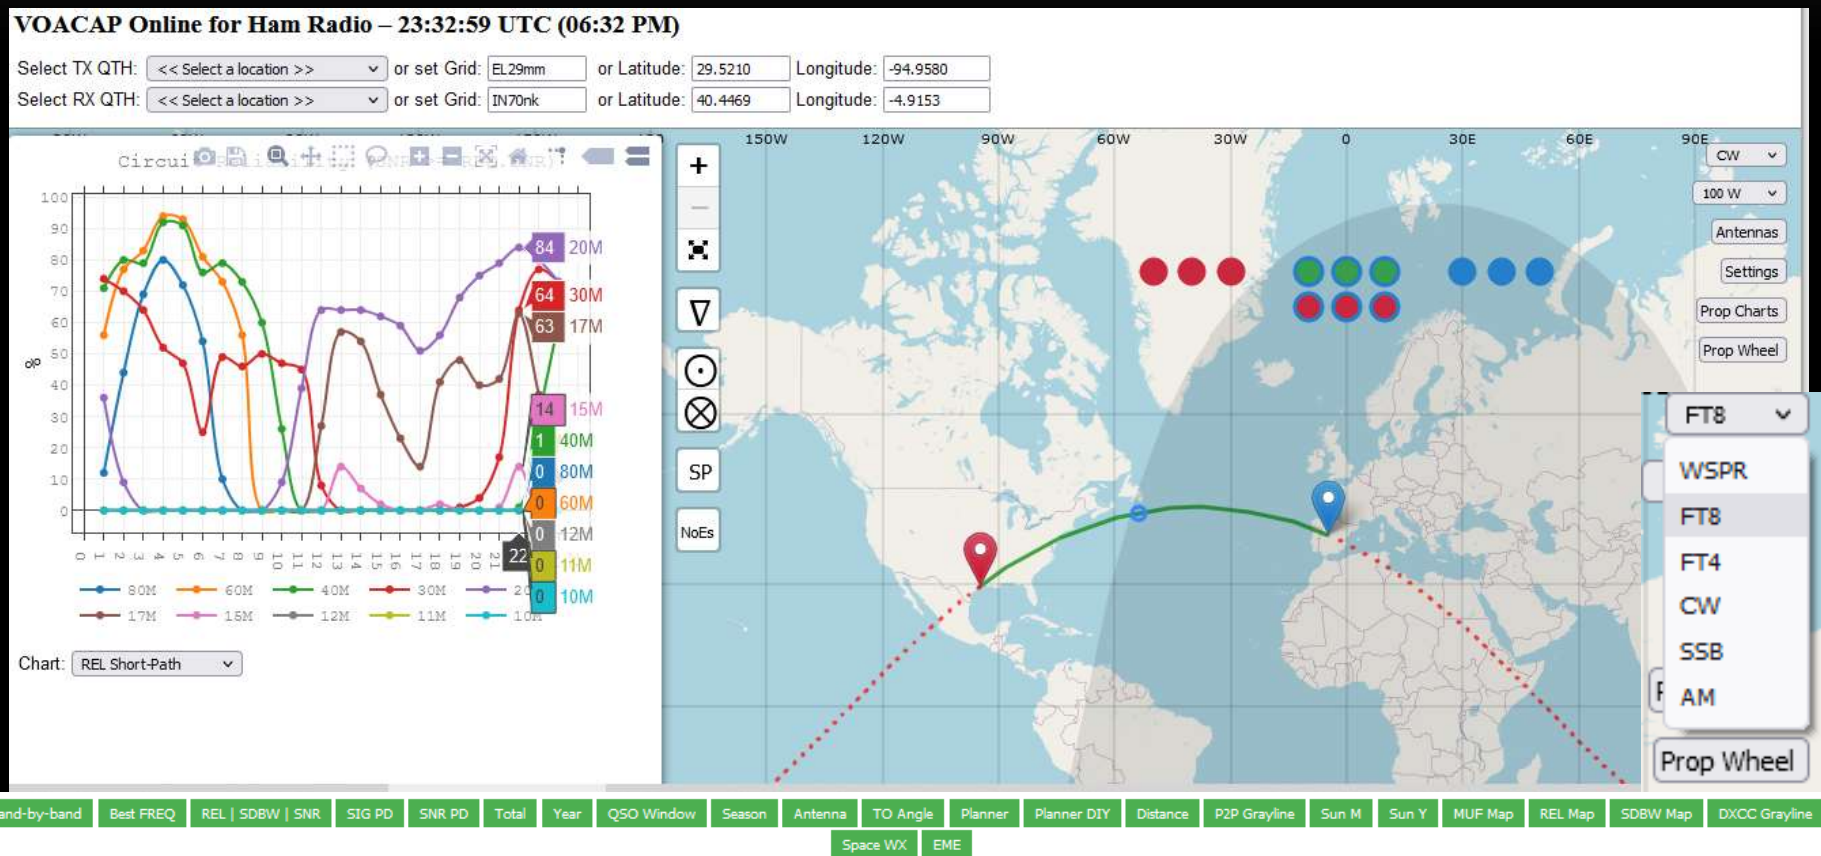 VOACAP Online for Ham Radio – 23:32:59 UTC (06:32 PM)
Select TX QTH: << Select a location >> or set Grid: EL29mm or Latitude: 29.5210 Longitude: -94.9580
Select RX QTH: << Select a location >> or set Grid: IN70nk or Latitude: 40.4469 Longitude: -4.9153
150W 120W 90W 60W 30W 0 30E 60E 90E
Circui
CW
100 W
Antennas
Settings
Prop Charts
Prop Wheel
+
−
∇
SP
NoEs
100
90
80
70
60
50
40
30
20
10
0
%
84 20M
64 30M
63 17M
14 15M
1 40M
0 80M
0 60M
0 12M
0 11M
0 10M
0 1 2 3 4 5 6 7 8 9 10 11 12 13 14 15 16 17 18 19 20 21 22
80M 60M 40M 30M
17M 15M 12M 11M
Chart: REL Short-Path
FT8
WSPR
FT8
FT4
CW
SSB
AM
Prop Wheel
and-by-band Best FREQ REL | SDBW | SNR SIG PD SNR PD Total Year QSO Window Season Antenna TO Angle Planner Planner DIY Distance P2P Grayline Sun M Sun Y MUF Map REL Map SDBW Map DXCC Grayline
Space WX EME